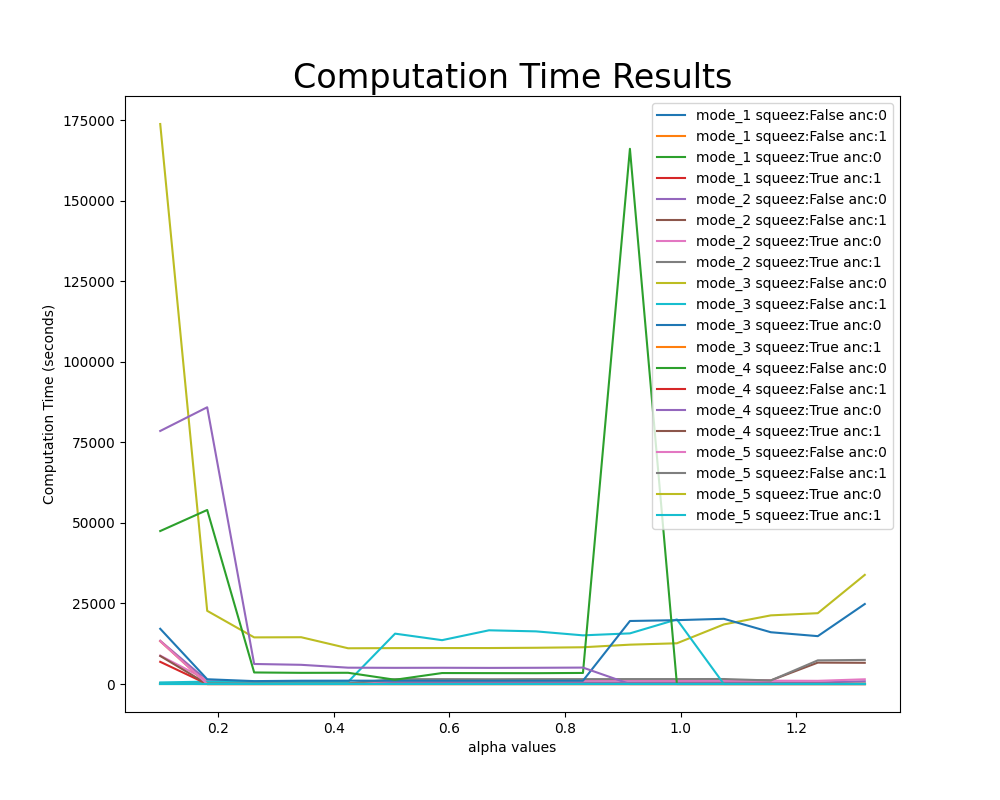 Computation Time Results
175000
150000
125000
100000
75000
50000
25000
0
Computation Time (seconds)
0.2 0.4 0.6 0.8 1.0 1.2
alpha values
mode_1 squeez:False anc:0
mode_1 squeez:False anc:1
mode_1 squeez:True anc:0
mode_1 squeez:True anc:1
mode_2 squeez:False anc:0
mode_2 squeez:False anc:1
mode_2 squeez:True anc:0
mode_2 squeez:True anc:1
mode_3 squeez:False anc:0
mode_3 squeez:False anc:1
mode_3 squeez:True anc:0
mode_3 squeez:True anc:1
mode_4 squeez:False anc:0
mode_4 squeez:False anc:1
mode_4 squeez:True anc:0
mode_4 squeez:True anc:1
mode_5 squeez:False anc:0
mode_5 squeez:False anc:1
mode_5 squeez:True anc:0
mode_5 squeez:True anc:1